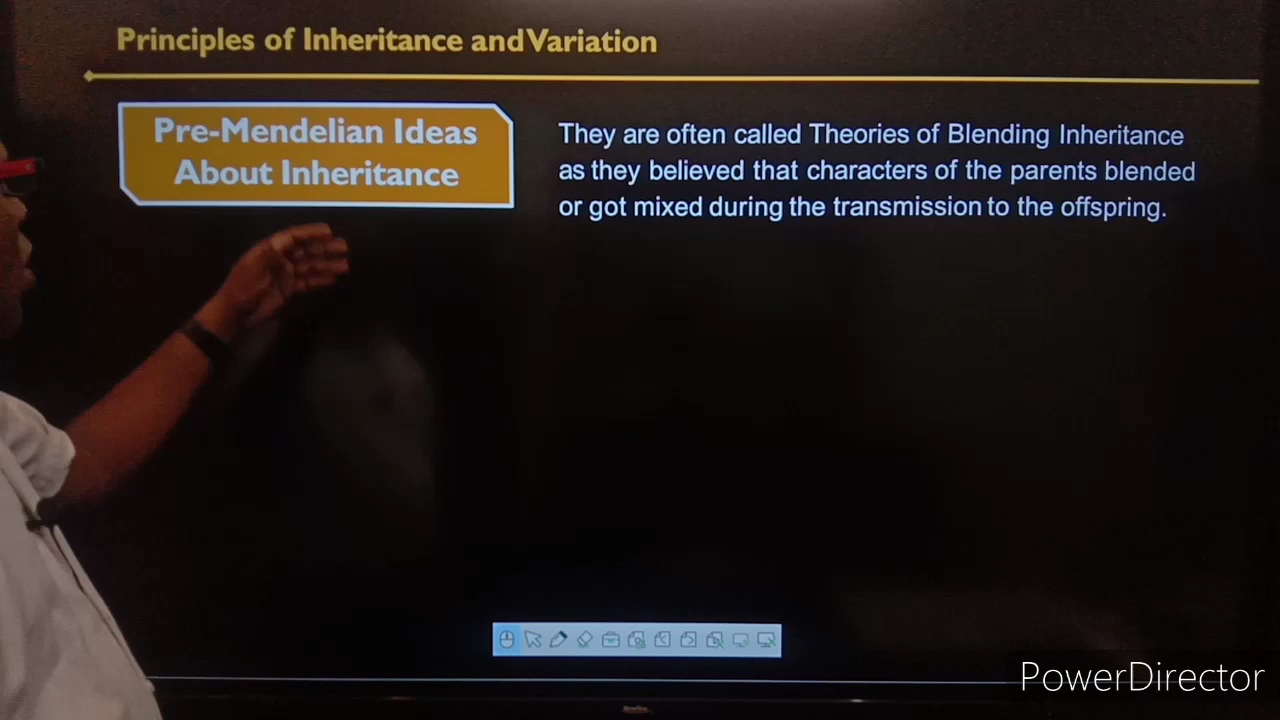 Principles of Inheritance and Variation
Pre-Mendelian Ideas
About Inheritance
They are often called Theories of Blending Inheritance
as they believed that characters of the parents blended
or got mixed during the transmission to the offspring.
PowerDirector